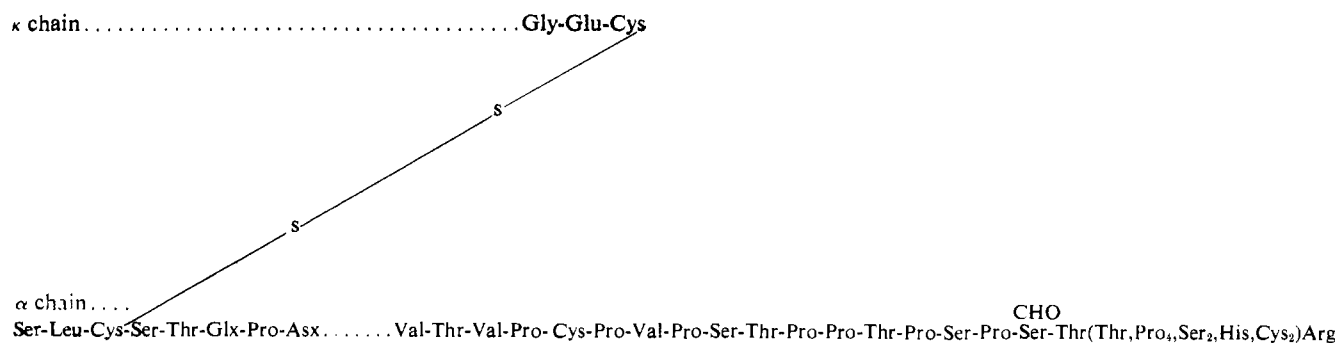 κ chain.......................................Gly-Glu-Cys
s
s
α chain....
CHO
Ser-Leu-Cys-Ser-Thr-Glx-Pro-Asx.......Val-Thr-Val-Pro-Cys-Pro-Val-Pro-Ser-Thr-Pro-Pro-Thr-Pro-Ser-Pro-Ser-Thr(Thr,Pro₄,Ser₂,His,Cys₂)Arg